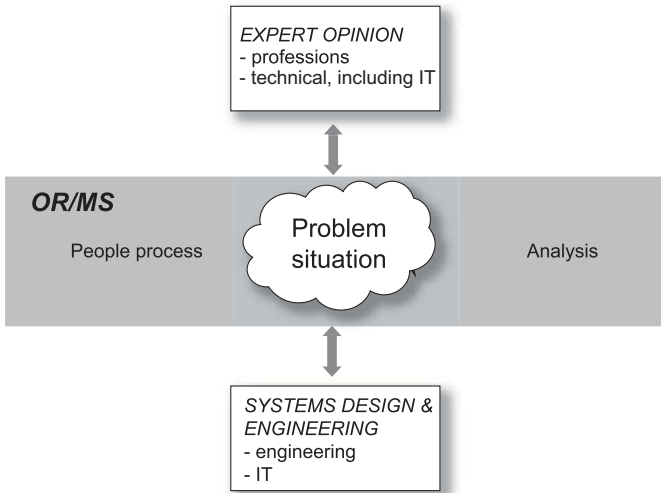 EXPERT OPINION
- professions
- technical, including IT
OR/MS
People process
Problem
situation
Analysis
SYSTEMS DESIGN &
ENGINEERING
- engineering
- IT